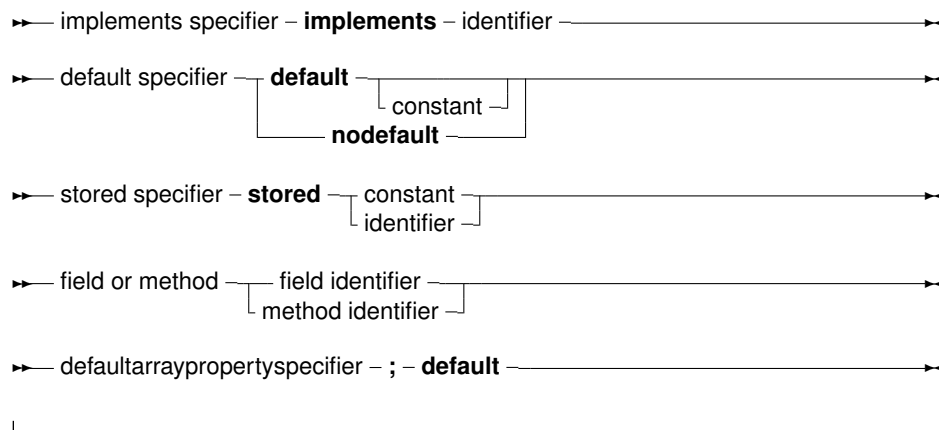 implements specifier – implements – identifier
default specifier – default –
constant –
nodefault –
stored specifier – stored – constant –
identifier –
field or method – field identifier –
method identifier –
defaultarraypropertyspecifier – ; – default –